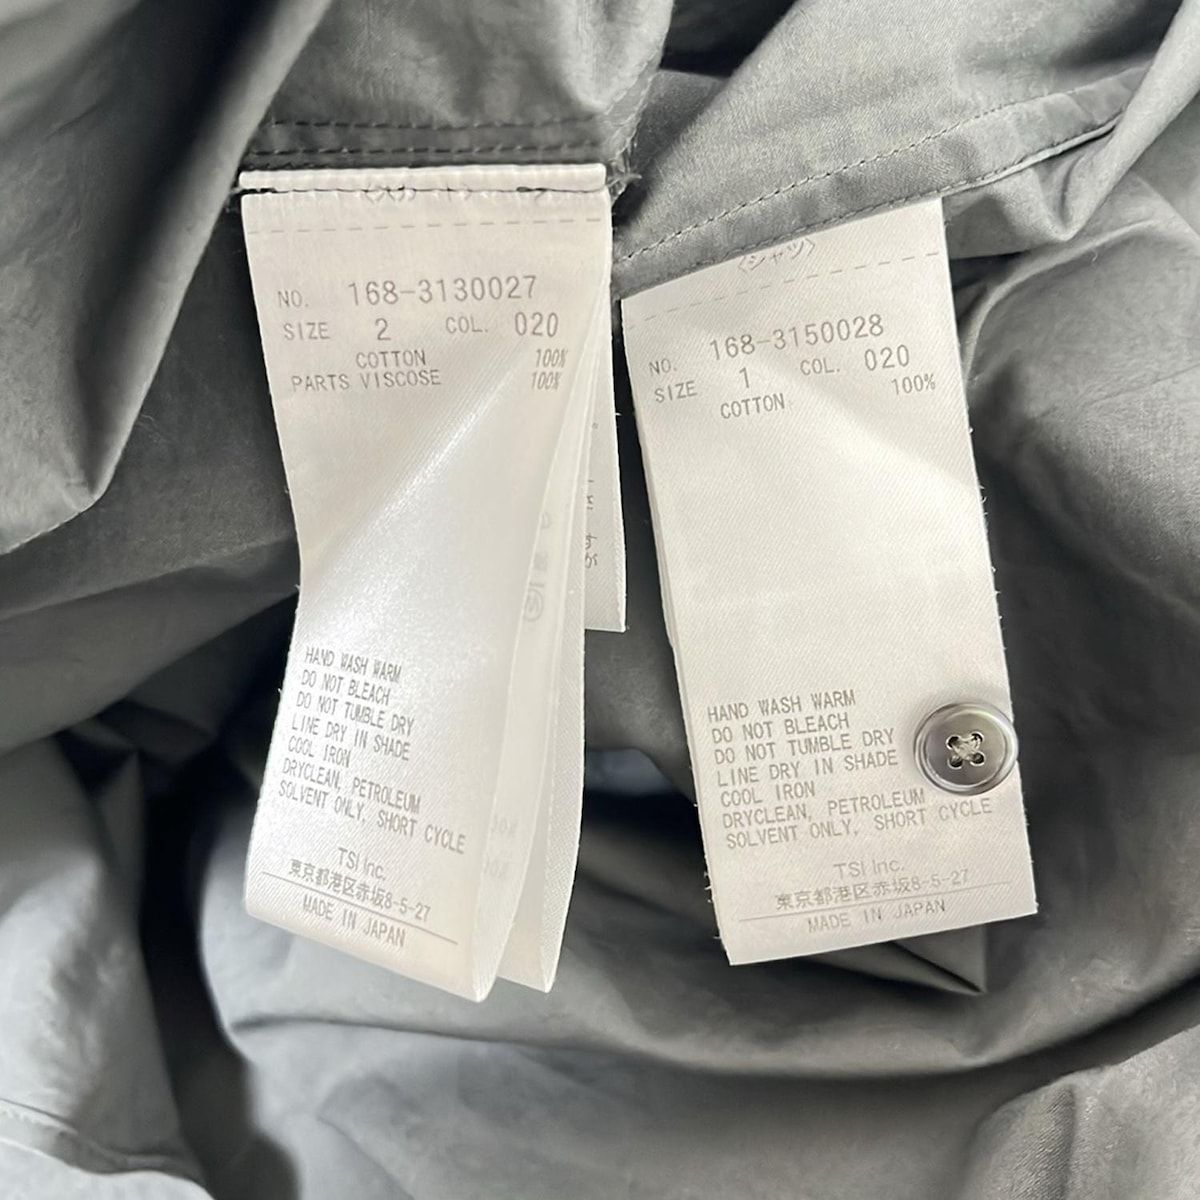 NO. 168-3130027
SIZE 2 COL. 020
COTTON 100%
PARTS VISCOSE 100%
HAND WASH WARM
DO NOT BLEACH
DO NOT TUMBLE DRY
LINE DRY IN SHADE
COOL IRON
DRYCLEAN, PETROLEUM
SOLVENT ONLY, SHORT CYCLE
TSI Inc.
東京都港区赤坂8-5-27
MADE IN JAPAN
〈シャツ〉
NO. 168-3150028
SIZE 1 COL. 020
COTTON 100%
HAND WASH WARM
DO NOT BLEACH
DO NOT TUMBLE DRY
LINE DRY IN SHADE
COOL IRON
DRYCLEAN, PETROLEUM
SOLVENT ONLY, SHORT CYCLE
TSI Inc.
東京都港区赤坂8-5-27
MADE IN JAPAN